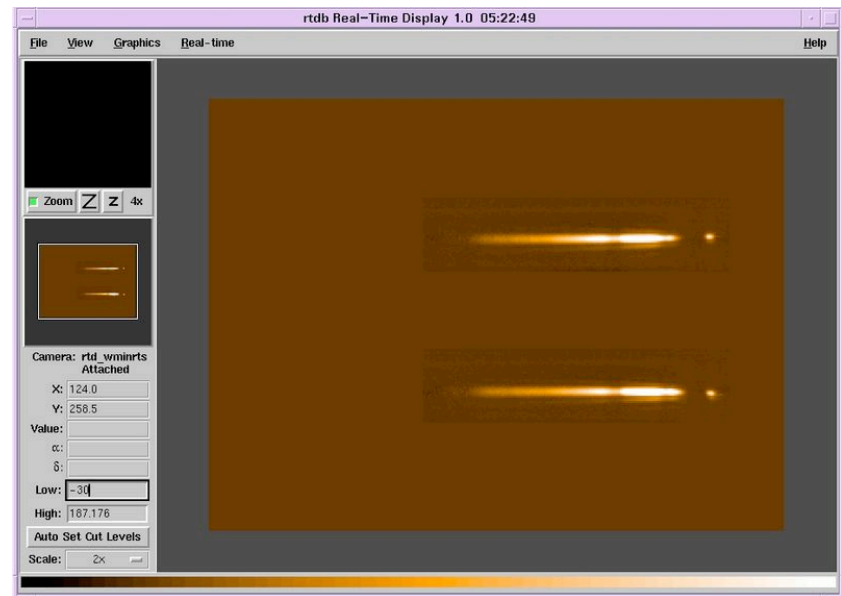 rtdb Real-Time Display 1.0 05:22:49
File View Graphics Real-time Help
Zoom Z z 4x
Camera: rtd_wminrts
Attached
X: 124.0
Y: 258.5
Value:
α:
δ:
Low: -30
High: 187.176
Auto Set Cut Levels
Scale: 2x